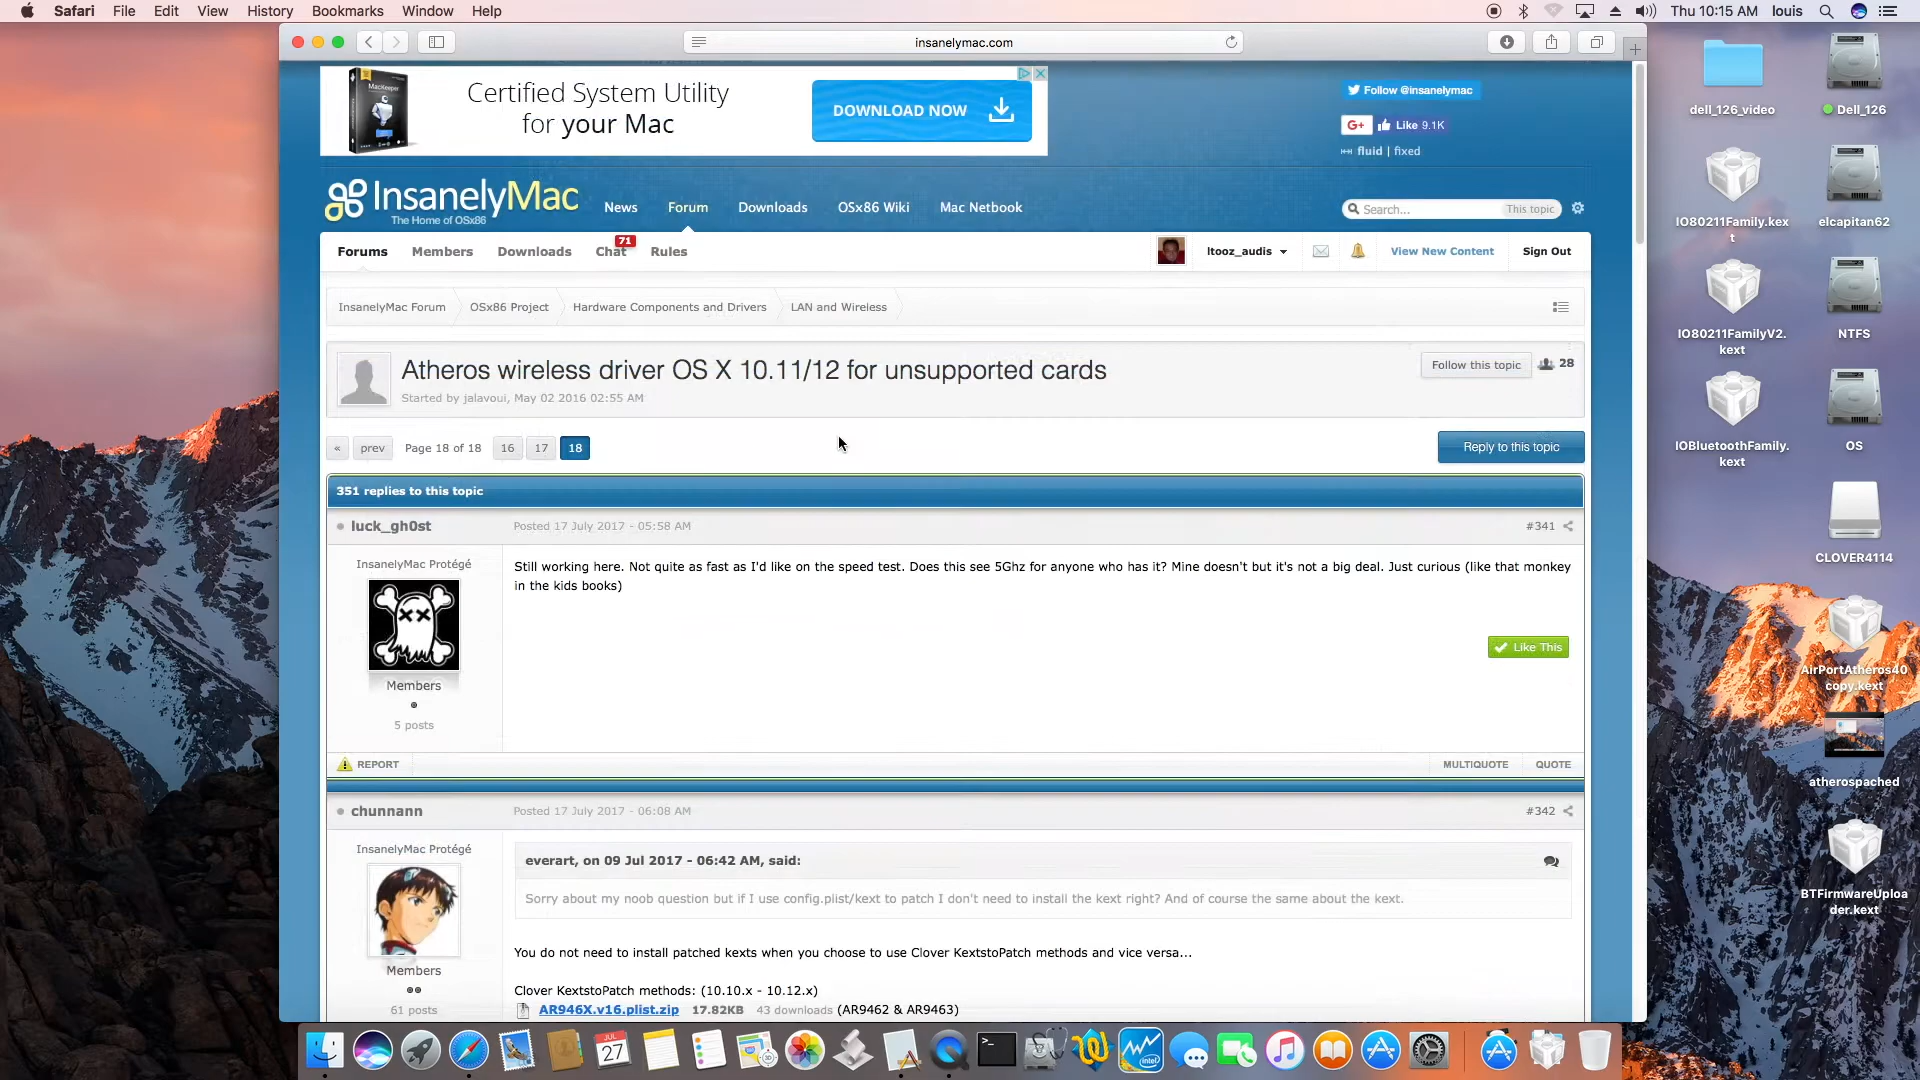 Safari File Edit View History Bookmarks Window Help
Thu 10:15 AM louis
insanelymac.com
MacKeeper
Certified System Utility
for your Mac
DOWNLOAD NOW
Follow @insanelymac
G+ Like 9.1K
fluid | fixed
InsanelyMac
The Home of OSx86
News Forum Downloads OSx86 Wiki Mac Netbook
Search... This topic
Forums Members Downloads Chat 71 Rules
ltooz_audis View New Content Sign Out
InsanelyMac Forum OSx86 Project Hardware Components and Drivers LAN and Wireless
Atheros wireless driver OS X 10.11/12 for unsupported cards
Started by jalavoui, May 02 2016 02:55 AM
Follow this topic 28
« prev Page 18 of 18 16 17 18
Reply to this topic
351 replies to this topic
luck_gh0st Posted 17 July 2017 - 05:58 AM #341
InsanelyMac Protégé
Members
5 posts
Still working here. Not quite as fast as I'd like on the speed test. Does this see 5Ghz for anyone who has it? Mine doesn't but it's not a big deal. Just curious (like that monkey
in the kids books)
Like This
REPORT MULTIQUOTE QUOTE
chunnann Posted 17 July 2017 - 06:08 AM #342
InsanelyMac Protégé
Members
61 posts
everart, on 09 Jul 2017 - 06:42 AM, said:
Sorry about my noob question but if I use config.plist/kext to patch I don't need to install the kext right? And of course the same about the kext.
You do not need to install patched kexts when you choose to use Clover KextstoPatch methods and vice versa...
Clover KextstoPatch methods: (10.10.x - 10.12.x)
AR946X.v16.plist.zip 17.82KB 43 downloads (AR9462 & AR9463)
dell_126_video
Dell_126
IO80211Family.kex
t
elcapitan62
IO80211FamilyV2.
kext
NTFS
IOBluetoothFamily.
kext
OS
CLOVER4114
AirPortAtheros40
copy.kext
atherospached
BTFirmwareUploa
der.kext
JUL
27
intel